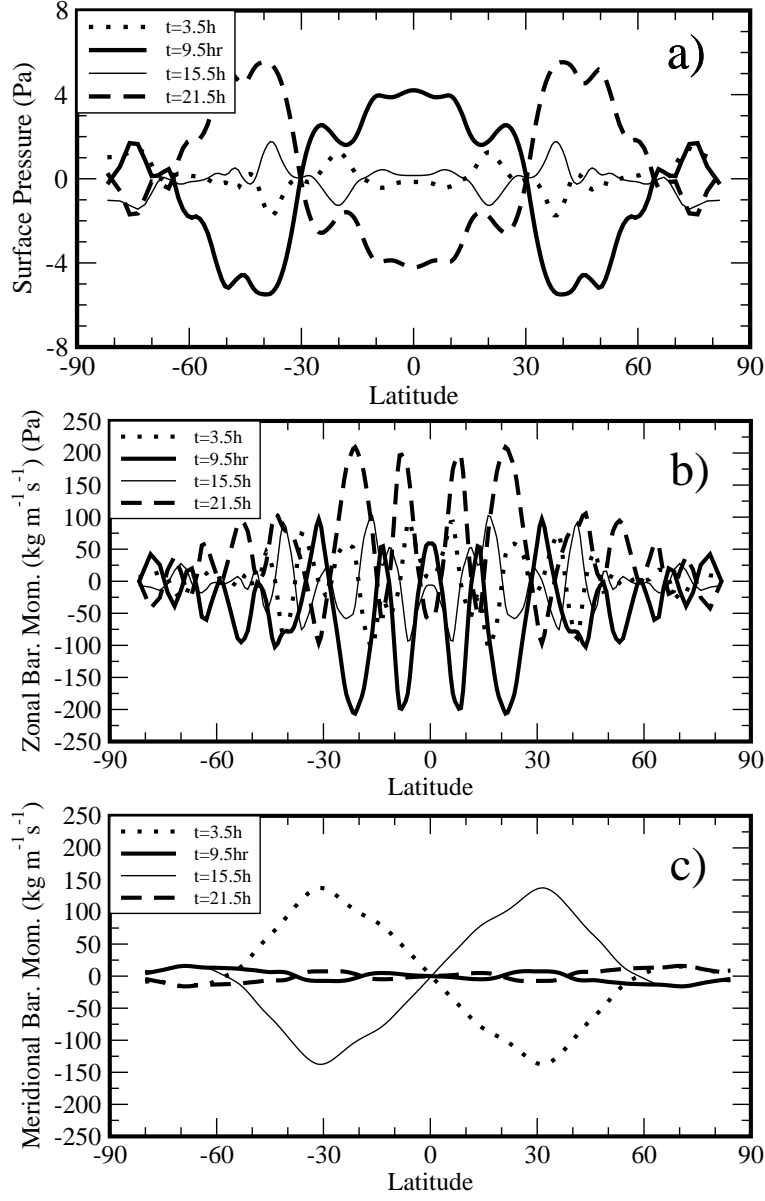 8
4
0
-4
-8
Surface Pressure (Pa)
t=3.5h
t=9.5hr
t=15.5h
t=21.5h
a)
-90 -60 -30 0 30 60 90
Latitude
250
200
150
100
50
0
-50
-100
-150
-200
-250
Zonal Bar. Mom. (kg m-1 s-1) (Pa)
t=3.5h
t=9.5hr
t=15.5h
t=21.5h
b)
-90 -60 -30 0 30 60 90
Latitude
250
200
150
100
50
0
-50
-100
-150
-200
-250
Meridional Bar. Mom. (kg m-1 s-1)
t=3.5h
t=9.5hr
t=15.5h
t=21.5h
c)
-90 -60 -30 0 30 60 90
Latitude